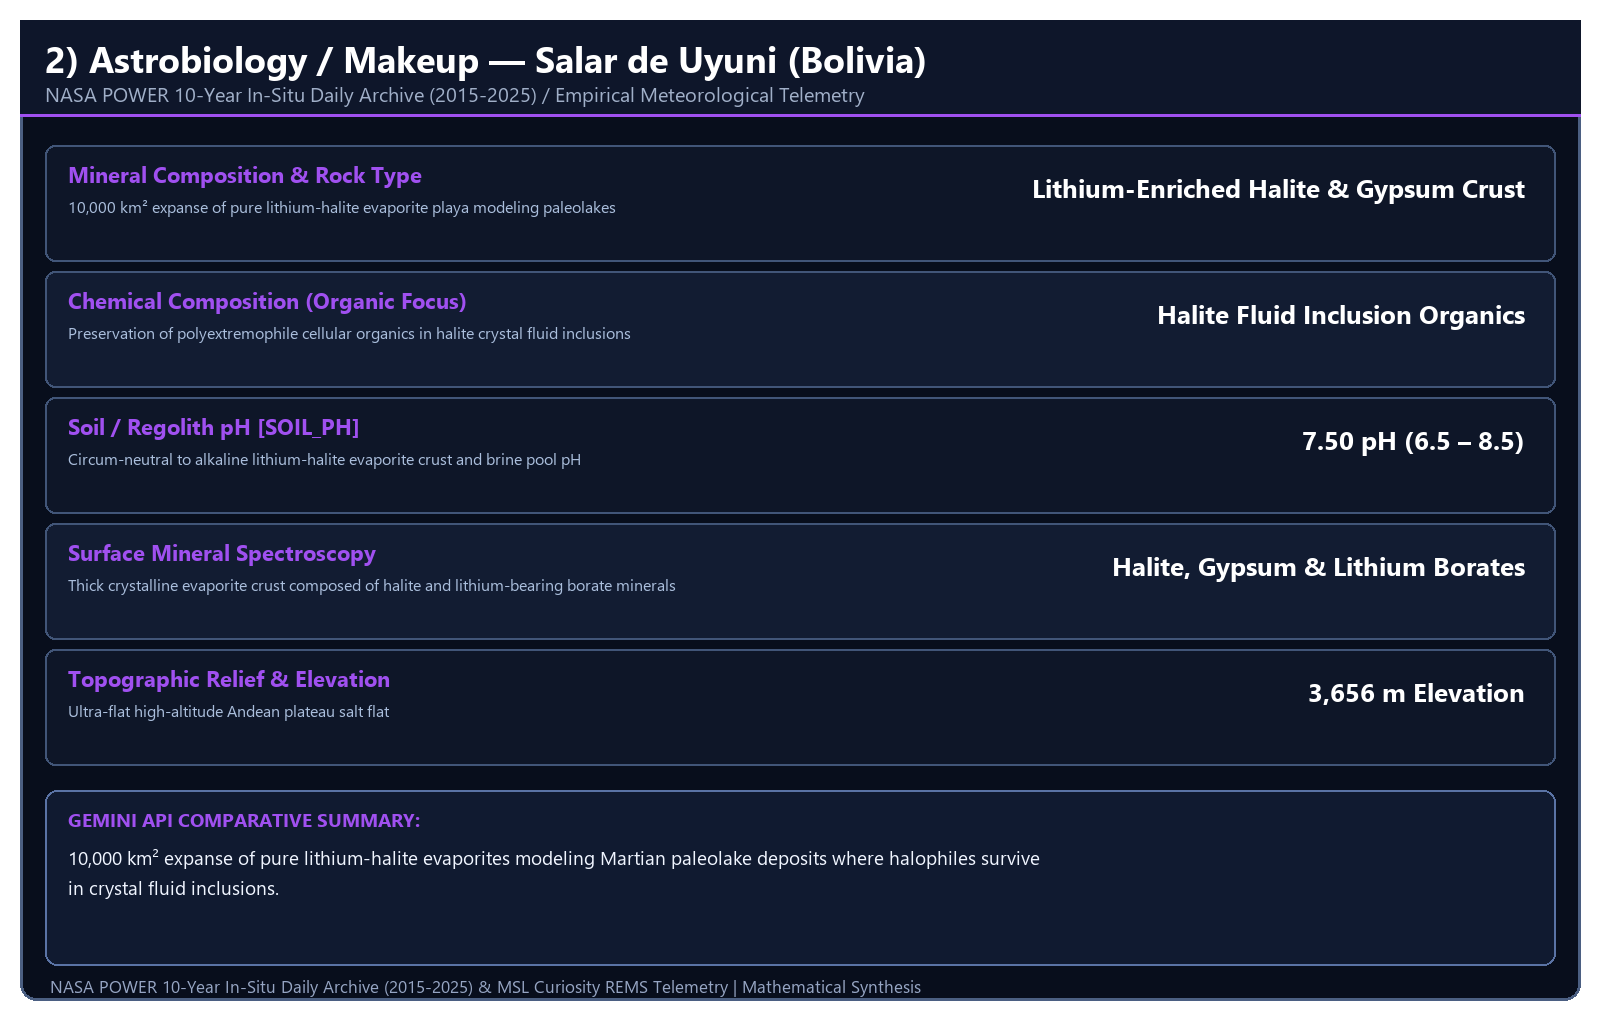 2) Astrobiology / Makeup — Salar de Uyuni (Bolivia)
NASA POWER 10-Year In-Situ Daily Archive (2015-2025) / Empirical Meteorological Telemetry
Mineral Composition & Rock Type
10,000 km² expanse of pure lithium-halite evaporite playa modeling paleolakes
Lithium-Enriched Halite & Gypsum Crust
Chemical Composition (Organic Focus)
Preservation of polyextremophile cellular organics in halite crystal fluid inclusions
Halite Fluid Inclusion Organics
Soil / Regolith pH [SOIL_PH]
Circum-neutral to alkaline lithium-halite evaporite crust and brine pool pH
7.50 pH (6.5 – 8.5)
Surface Mineral Spectroscopy
Thick crystalline evaporite crust composed of halite and lithium-bearing borate minerals
Halite, Gypsum & Lithium Borates
Topographic Relief & Elevation
Ultra-flat high-altitude Andean plateau salt flat
3,656 m Elevation
GEMINI API COMPARATIVE SUMMARY:
10,000 km² expanse of pure lithium-halite evaporites modeling Martian paleolake deposits where halophiles survive
in crystal fluid inclusions.
NASA POWER 10-Year In-Situ Daily Archive (2015-2025) & MSL Curiosity REMS Telemetry | Mathematical Synthesis